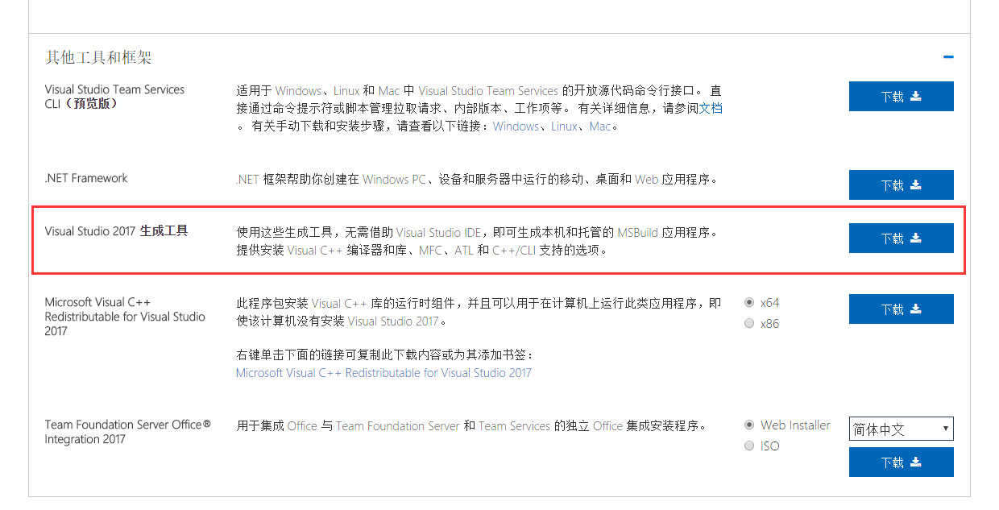 其他工具和框架
Visual Studio Team Services
CLI（预览版）
适用于 Windows、Linux 和 Mac 中 Visual Studio Team Services 的开放源代码命令行接口。 直
接通过命令提示符或脚本管理拉取请求、内部版本、工作项等。 有关详细信息，请参阅文档
。 有关手动下载和安装步骤，请查看以下链接：Windows、Linux、Mac。
下载
.NET Framework
.NET 框架帮助你创建在 Windows PC、设备和服务器中运行的移动、桌面和 Web 应用程序。
下载
Visual Studio 2017 生成工具
使用这些生成工具，无需借助 Visual Studio IDE，即可生成本机和托管的 MSBuild 应用程序。
提供安装 Visual C++ 编译器和库、MFC、ATL 和 C++/CLI 支持的选项。
下载
Microsoft Visual C++
Redistributable for Visual Studio
2017
此程序包安装 Visual C++ 库的运行时组件，并且可以用于在计算机上运行此类应用程序，即
使该计算机没有安装 Visual Studio 2017。
右键单击下面的链接可复制此下载内容或为其添加书签：
Microsoft Visual C++ Redistributable for Visual Studio 2017
x64
x86
下载
Team Foundation Server Office®
Integration 2017
用于集成 Office 与 Team Foundation Server 和 Team Services 的独立 Office 集成安装程序。
Web Installer
ISO
简体中文
下载